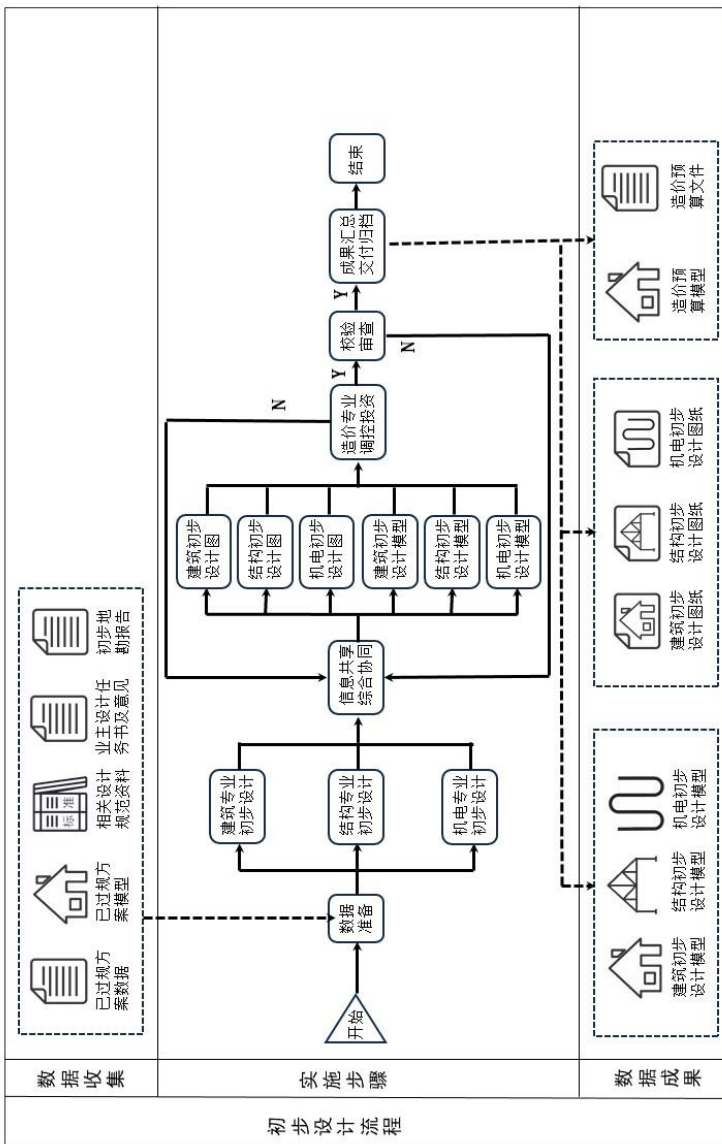 初步设计流程
数据
收集
已过规方
案数据
已过规方
案模型
标准
相关设计
规范资料
业主设计任
务书及意见
初步地
勘报告
实施步骤
开始
数据
准备
建筑专业
初步设计
结构专业
初步设计
机电专业
初步设计
信息共享
综合协同
建筑初步
设计图
结构初步
设计图
机电初步
设计图
建筑初步
设计模型
结构初步
设计模型
机电初步
设计模型
造价专业
调控投资
N
Y
校验
审查
N
Y
成果汇总
交付归档
结束
数据
成果
建筑初步
设计模型
结构初步
设计模型
机电初步
设计模型
建筑初步
设计图纸
结构初步
设计图纸
机电初步
设计图纸
造价预
算模型
造价预
算文件